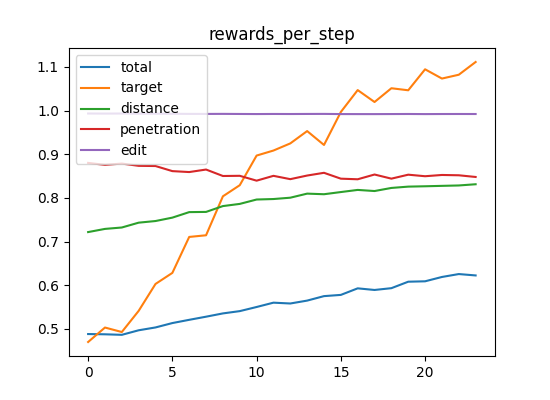 rewards_per_step
total
target
distance
penetration
edit
1.1
1.0
0.9
0.8
0.7
0.6
0.5
0 5 10 15 20